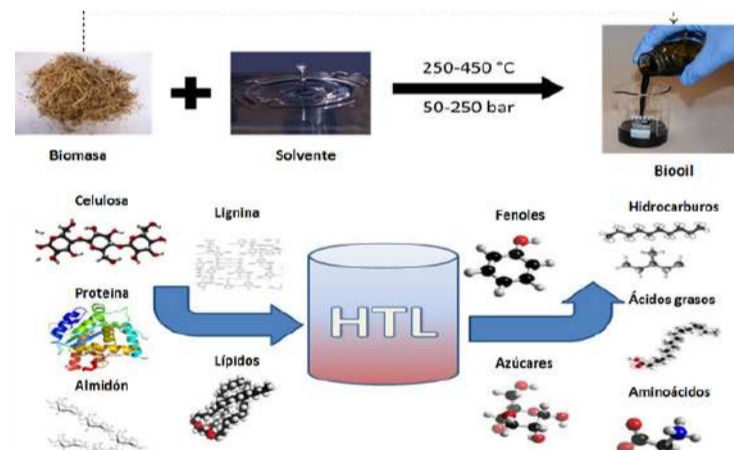 250-450 °C
50-250 bar
Biomasa
Solvente
Biooil
Celulosa
Lignina
Fenoles
Hidrocarburos
Proteína
HTL
Ácidos grasos
Almidón
Lípidos
Azúcares
Aminoácidos